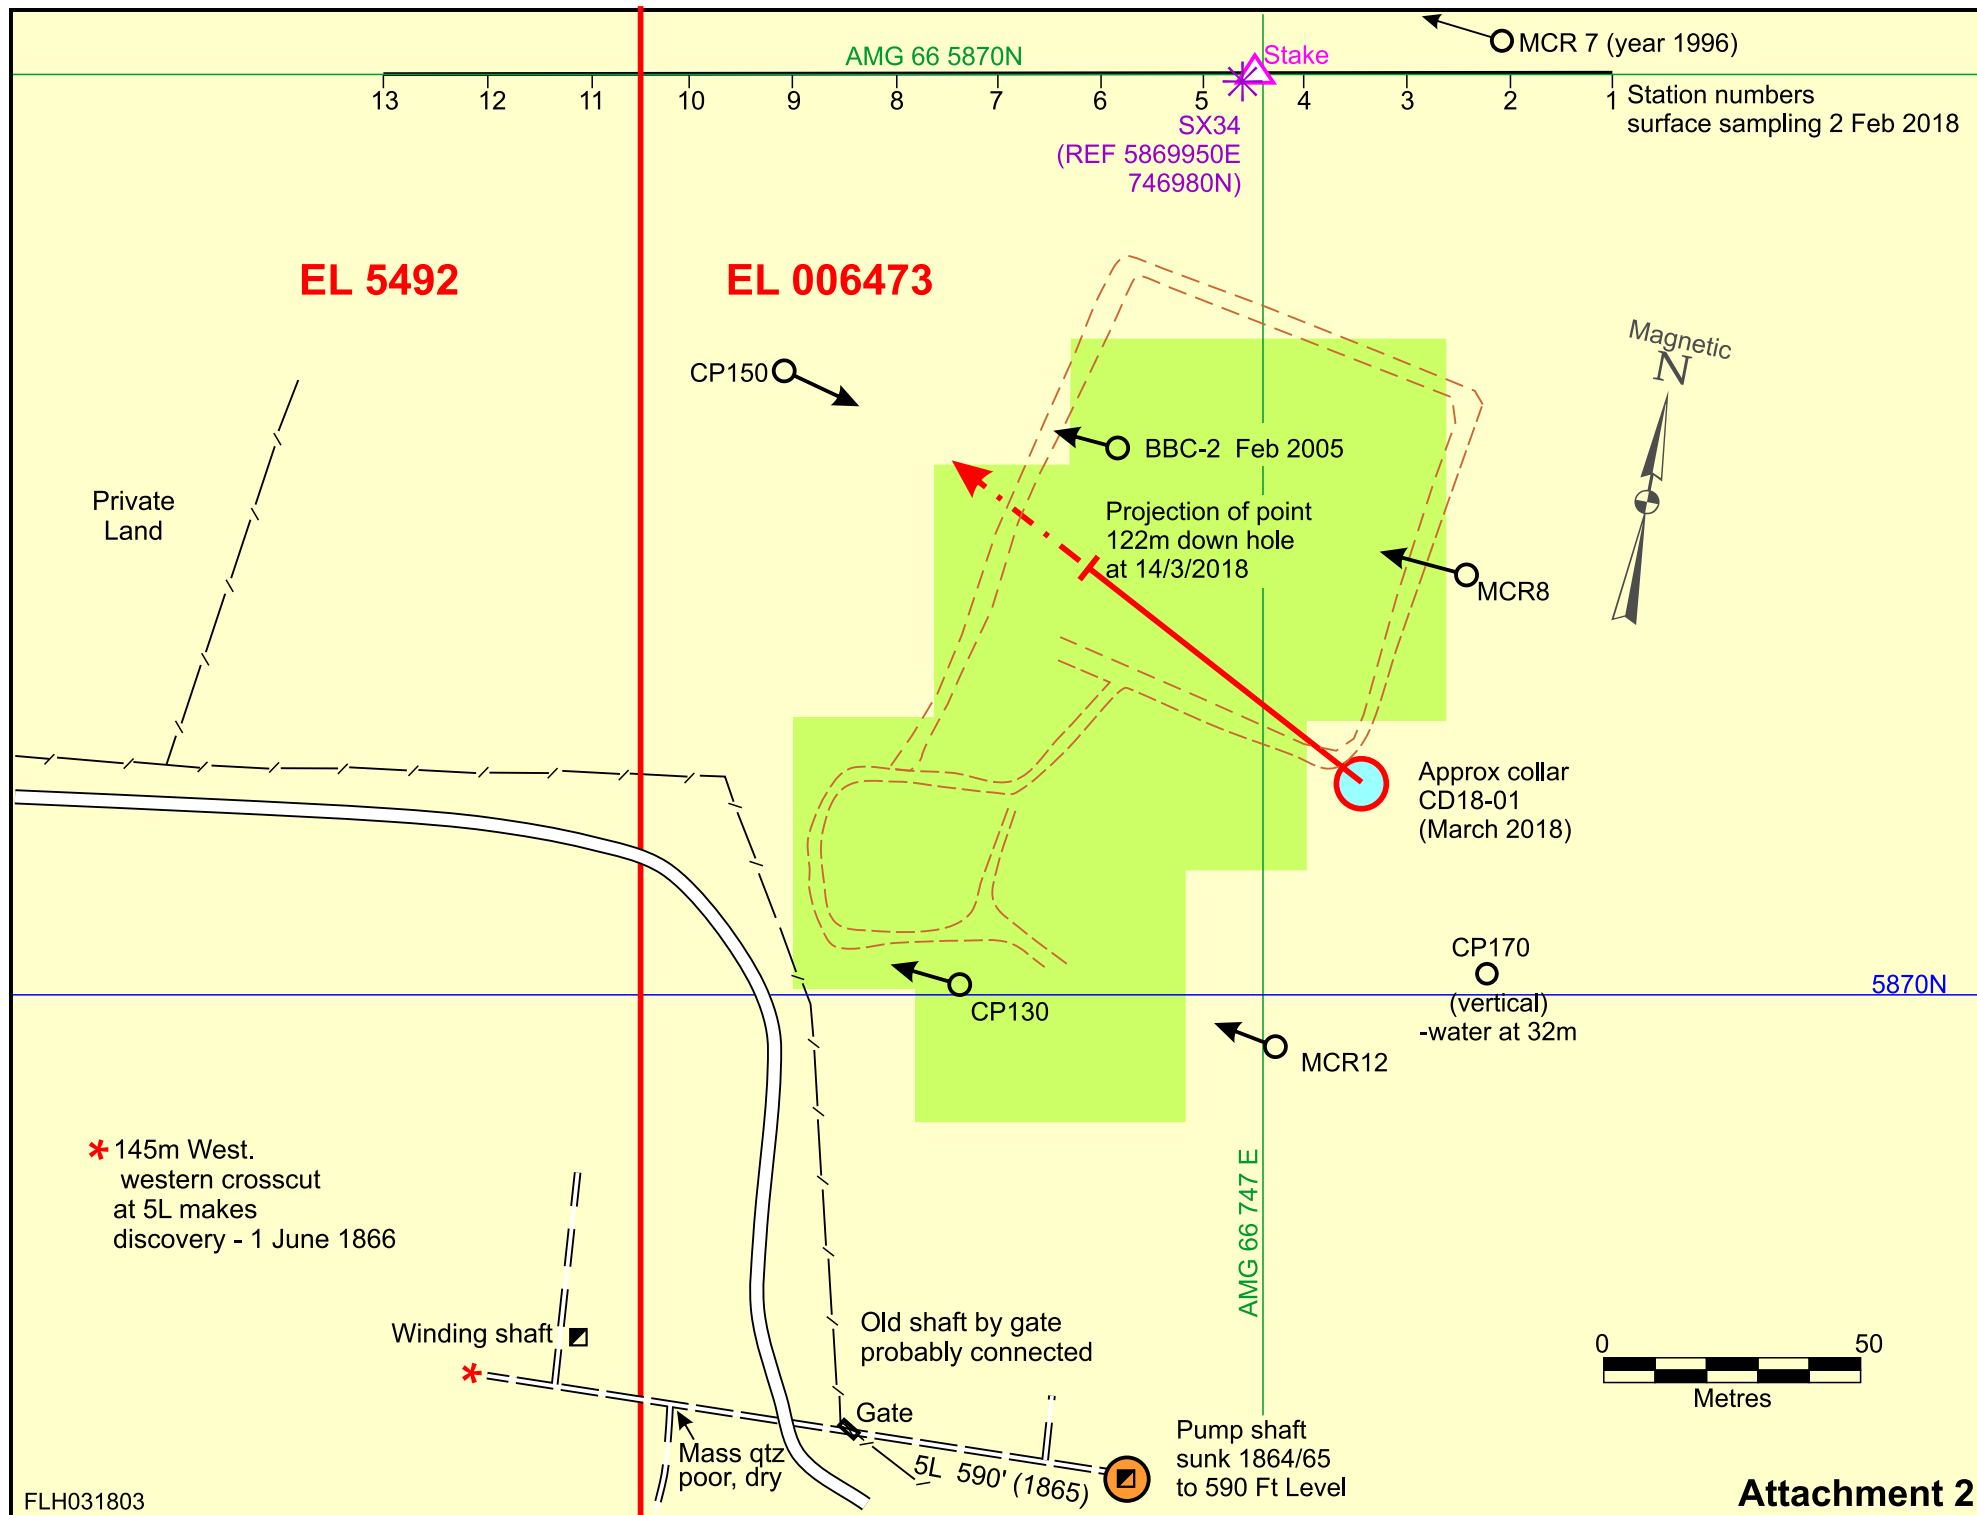 MCR 7 (year 1996)
AMG 66 5870N
Stake
13 12 11 10 9 8 7 6 5 4 3 2 1
Station numbers
surface sampling 2 Feb 2018
SX34
(REF 5869950E
746980N)
EL 5492
EL 006473
Magnetic
N
CP150
BBC-2 Feb 2005
Private
Land
Projection of point
122m down hole
at 14/3/2018
MCR8
Approx collar
CD18-01
(March 2018)
CP170
(vertical)
-water at 32m
5870N
CP130
MCR12
* 145m West.
western crosscut
at 5L makes
discovery - 1 June 1866
AMG 66 747 E
Winding shaft
*
Old shaft by gate
probably connected
0 50
Metres
Gate
Mass qtz
poor, dry
5L 590' (1865)
Pump shaft
sunk 1864/65
to 590 Ft Level
FLH031803
Attachment 2